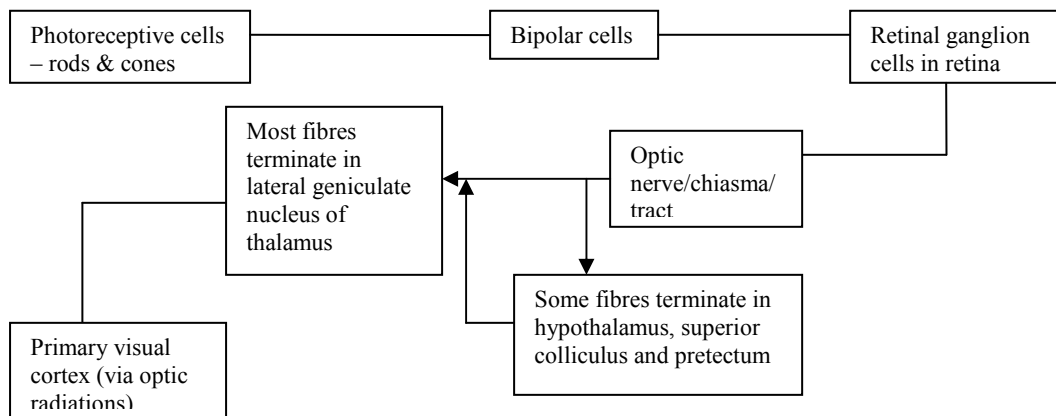 Photoreceptive cells
– rods & cones
Bipolar cells
Retinal ganglion
cells in retina
Most fibres
terminate in
lateral geniculate
nucleus of
thalamus
Optic
nerve/chiasma/
tract
Some fibres terminate in
hypothalamus, superior
colliculus and pretectum
Primary visual
cortex (via optic
radiations)